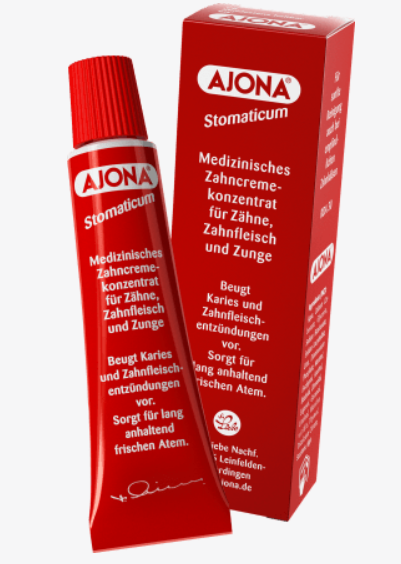 AJONA®
Stomaticum
Medizinisches
Zahncreme-
konzentrat
für Zähne,
Zahnfleisch
und Zunge
Beugt Karies
und Zahnfleisch-
entzündungen
vor.
Sorgt für lang
anhaltend
frischen Atem.
AJONA®
Stomaticum
Medizinisches
Zahncreme-
konzentrat
für Zähne,
Zahnfleisch
und Zunge
Beugt
Karies und
Zahnfleisch-
entzündungen
vor.
Sorgt für
lang anhaltend
frischen Atem.
Nachf.
Leinfelden-
AJONA